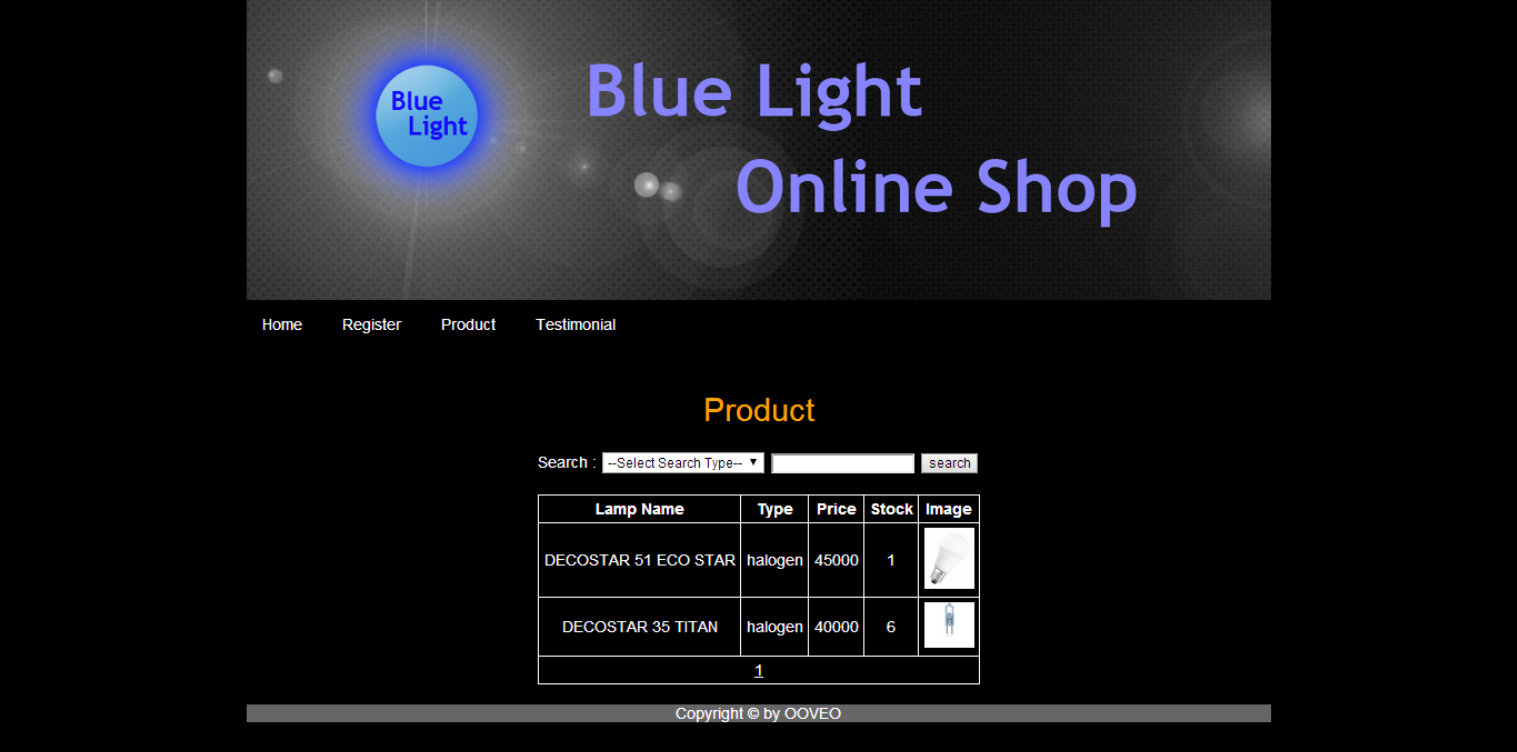 Blue
Light
Blue Light
Online Shop
Home Register Product Testimonial
Product
Search : --Select Search Type-- search
Lamp Name Type Price Stock Image
DECOSTAR 51 ECO STAR halogen 45000 1
DECOSTAR 35 TITAN halogen 40000 6
1
Copyright © by OOVEO